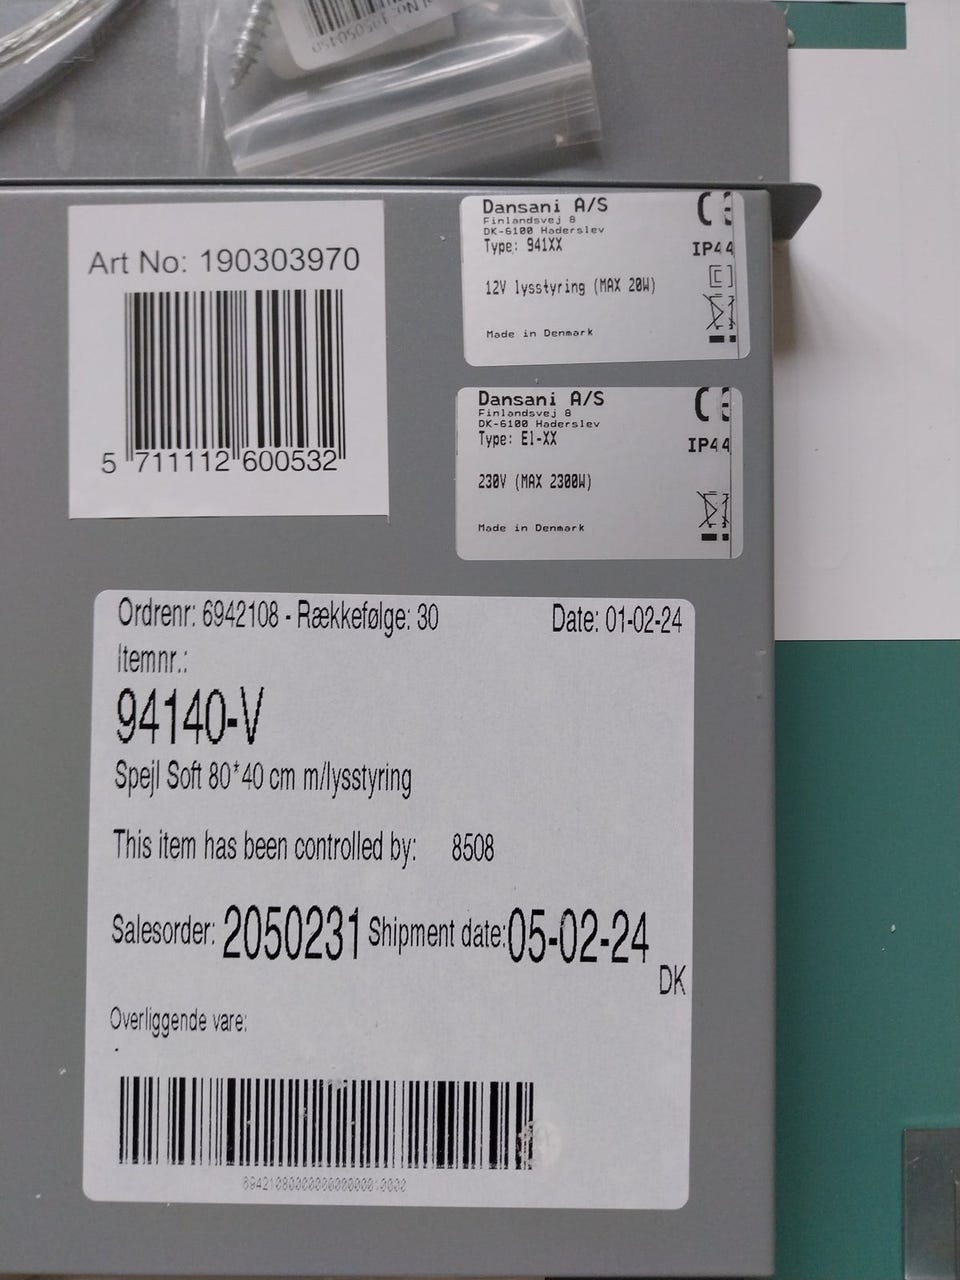 Art No: 190303970
5 711112 600532
Dansani A/S
Finlandsvej 8
DK-6100 Haderslev
Type: 941XX
IP44
12V lysstyring (MAX 20W)
Made in Denmark
Dansani A/S
Finlandsvej 8
DK-6100 Haderslev
Type: E1-XX
IP44
230V (MAX 2300W)
Made in Denmark
Ordrenr: 6942108 - Rækkefølge: 30 Date: 01-02-24
Itemnr.:
94140-V
Spejl Soft 80*40 cm m/lysstyring
This item has been controlled by: 8508
Salesorder: 2050231 Shipment date: 05-02-24
DK
Overliggende vare:
.